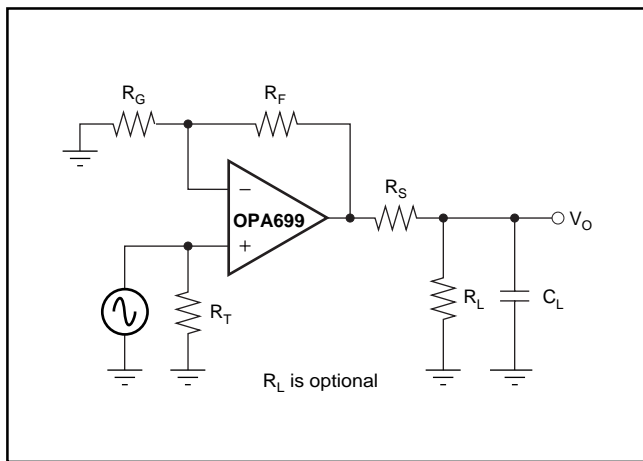 R_G
R_F
R_S
−
OPA699
+
V_O
R_T
R_L
C_L
R_L is optional